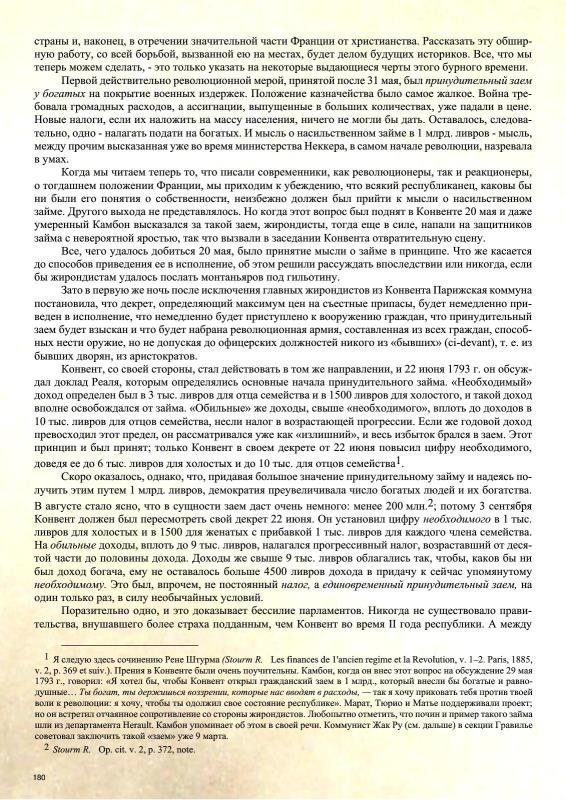 страны и, наконец, в отречении значительной части Франции от христианства. Рассказать эту обшир-
ную работу, со всей борьбой, вызванной ею на местах, будет делом будущих историков. Все, что мы
теперь можем сделать, - это только указать на некоторые выдающиеся черты этого бурного времени.
Первой действительно революционной мерой, принятой после 31 мая, был принудительный заем
у богатых на покрытие военных издержек. Положение казначейства было самое жалкое. Война тре-
бовала громадных расходов, а ассигнации, выпущенные в больших количествах, уже падали в цене.
Новые налоги, если их наложить на массу населения, ничего не могли бы дать. Оставалось, следова-
тельно, одно - налагать подати на богатых. И мысль о насильственном займе в 1 млрд. ливров - мысль,
между прочим высказанная уже во время министерства Неккера, в самом начале революции, назревала
в умах.
Когда мы читаем теперь то, что писали современники, как революционеры, так и реакционеры,
о тогдашнем положении Франции, мы приходим к убеждению, что всякий республиканец, каковы бы
ни были его понятия о собственности, неизбежно должен был прийти к мысли о насильственном
займе. Другого выхода не представлялось. Но когда этот вопрос был поднят в Конвенте 20 мая и даже
умеренный Камбон высказался за такой заем, жирондисты, тогда еще в силе, напали на защитников
займа с невероятной яростью, так что вызвали в заседании Конвента отвратительную сцену.
Все, чего удалось добиться 20 мая, было принятие мысли о займе в принципе. Что же касается
до способов приведения ее в исполнение, об этом решили рассуждать впоследствии или никогда, если
бы жирондистам удалось послать монтаньяров под гильотину.
Зато в первую же ночь после исключения главных жирондистов из Конвента Парижская коммуна
постановила, что декрет, определяющий максимум цен на съестные припасы, будет немедленно при-
веден в исполнение, что немедленно будет приступлено к вооружению граждан, что принудительный
заем будет взыскан и что будет набрана революционная армия, составленная из всех граждан, способ-
ных нести оружие, но не допуская до офицерских должностей никого из «бывших» (ci-devant), т. е. из
бывших дворян, из аристократов.
Конвент, со своей стороны, стал действовать в том же направлении, и 22 июня 1793 г. он обсуж-
дал доклад Реаля, которым определялись основные начала принудительного займа. «Необходимый»
доход определен был в 3 тыс. ливров для отца семейства и в 1500 ливров для холостого, и такой доход
вполне освобождался от займа. «Обильные» же доходы, свыше «необходимого», вплоть до доходов в
10 тыс. ливров для отцов семейства, несли налог в возрастающей прогрессии. Если же годовой доход
превосходил этот предел, он рассматривался уже как «излишний», и весь избыток брался в заем. Этот
принцип и был принят; только Конвент в своем декрете от 22 июня повысил цифру необходимого,
доведя ее до 6 тыс. ливров для холостых и до 10 тыс. для отцов семейства1.
Скоро оказалось, однако, что, придавая большое значение принудительному займу и надеясь по-
лучить этим путем 1 млрд. ливров, демократия преувеличила число богатых людей и их богатства.
В августе стало ясно, что в сущности заем даст очень немного: менее 200 млн.2; потому 3 сентября
Конвент должен был пересмотреть свой декрет 22 июня. Он установил цифру необходимого в 1 тыс.
ливров для холостых и в 1500 для женатых с прибавкой 1 тыс. ливров для каждого члена семейства.
На обильные доходы, вплоть до 9 тыс. ливров, налагался прогрессивный налог, возраставший от деся-
той части до половины дохода. Доходы же свыше 9 тыс. ливров облагались так, чтобы, каков бы ни
был доход богача, ему не оставалось больше 4500 ливров дохода в придачу к сейчас упомянутому
необходимому. Это был, впрочем, не постоянный налог, а единовременный принудительный заем, на
один только раз, в силу необычайных условий.
Поразительно одно, и это доказывает бессилие парламентов. Никогда не существовало прави-
тельства, внушавшего более страха подданным, чем Конвент во время II года республики. А между
1 Я следую здесь сочинению Рене Штурма (Stourm R. Les finances de l'ancien regime et la Revolution, v. 1–2. Paris, 1885,
v. 2, p. 369 et suiv.). Прения в Конвенте были очень поучительны. Камбон, когда он внес этот вопрос на обсуждение 29 мая
1793 г., говорил: «Я хотел бы, чтобы Конвент открыл гражданский заем в 1 млрд., который внесли бы богатые и равно-
душные… Ты богат, ты держишься воззрении, которые нас вводят в расходы, — так я хочу приковать тебя против твоей
воли к революции: я хочу, чтобы ты одолжил свое состояние республике». Марат, Тюрио и Матье поддерживали проект;
но он встретил отчаянное сопротивление со стороны жирондистов. Любопытно отметить, что почин и пример такого займа
шли из департамента Herault. Камбон упоминает об этом в своей речи. Коммунист Жак Ру (см. дальше) в секции Гравилье
советовал заключить такой «заем» уже 9 марта.
2 Stourm R. Op. cit. v. 2, p. 372, note.
180